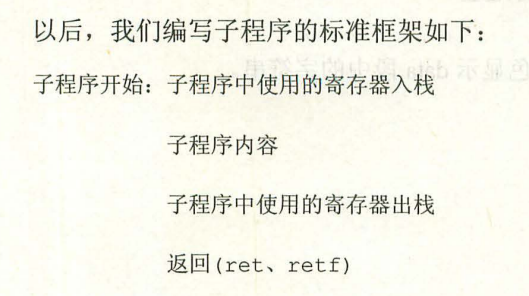 以后，我们编写子程序的标准框架如下：
子程序开始：子程序中使用的寄存器入栈
子程序内容
子程序中使用的寄存器出栈
返回(ret、retf)